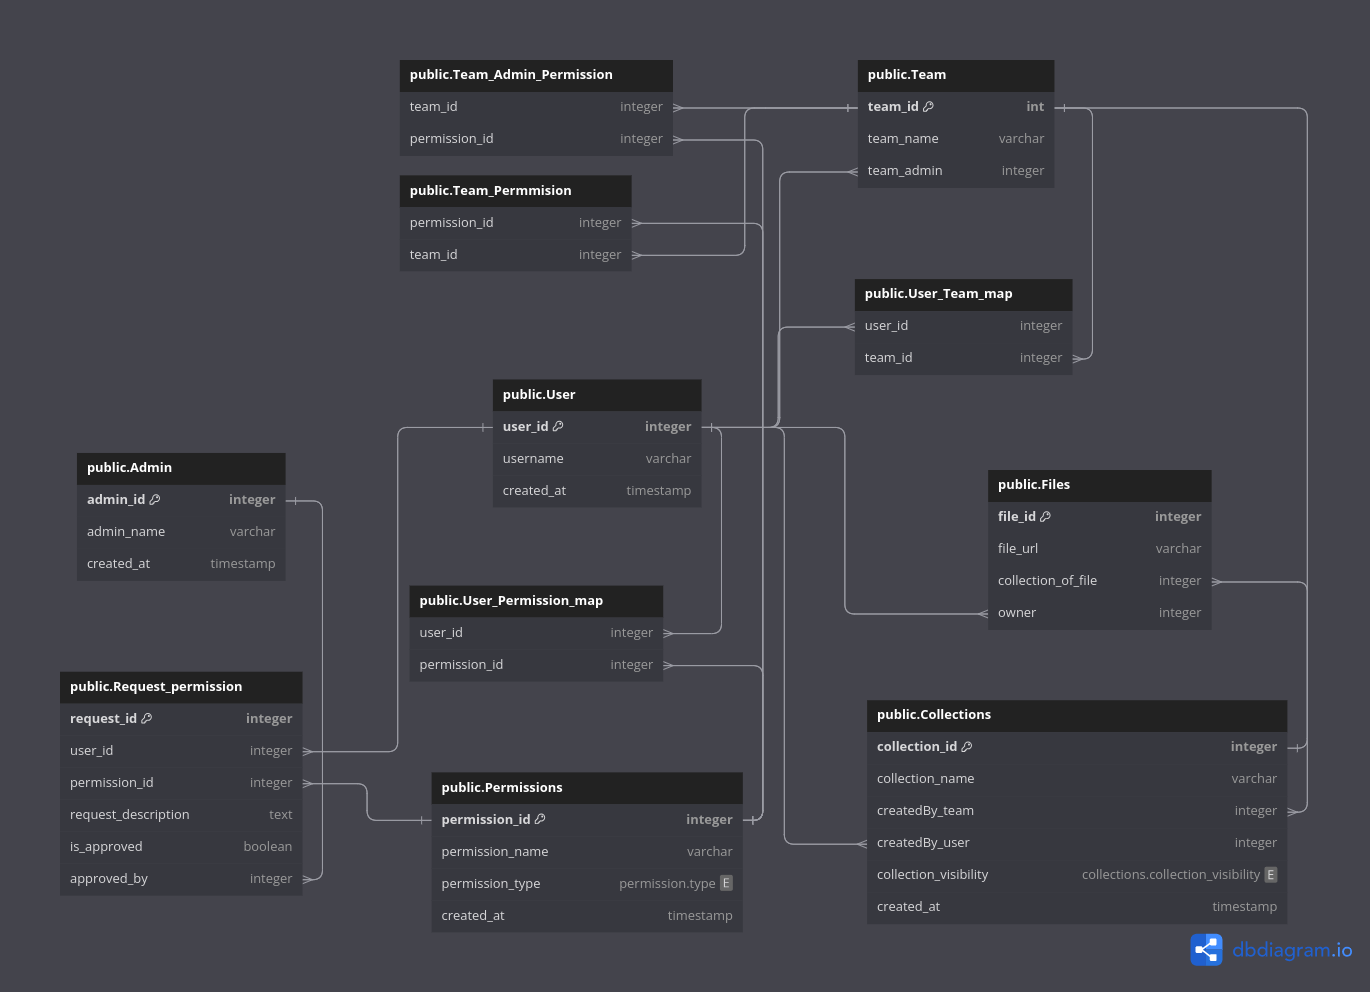 public.Team_Admin_Permission
team_id integer
permission_id integer
public.Team
team_id int
team_name varchar
team_admin integer
public.Team_Permmision
permission_id integer
team_id integer
public.User_Team_map
user_id integer
team_id integer
public.User
user_id integer
username varchar
created_at timestamp
public.Admin
admin_id integer
admin_name varchar
created_at timestamp
public.Files
file_id integer
file_url varchar
collection_of_file integer
owner integer
public.User_Permission_map
user_id integer
permission_id integer
public.Request_permission
request_id integer
user_id integer
permission_id integer
request_description text
is_approved boolean
approved_by integer
public.Permissions
permission_id integer
permission_name varchar
permission_type permission.type E
created_at timestamp
public.Collections
collection_id integer
collection_name varchar
createdBy_team integer
createdBy_user integer
collection_visibility collections.collection_visibility E
created_at timestamp
dbdiagram.io